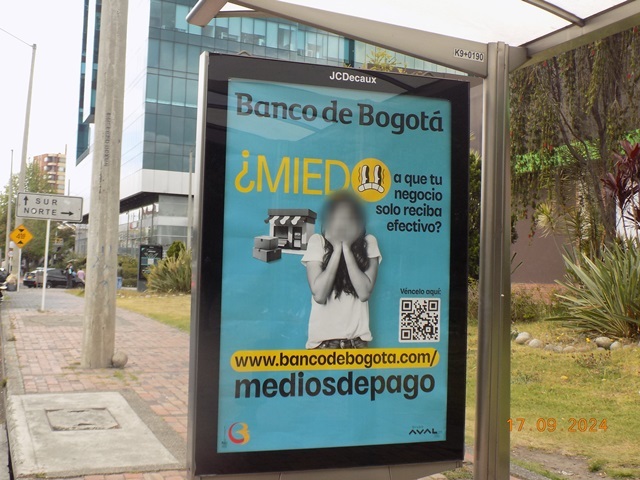 K9+0190
JCDecaux
Banco de Bogotá
¿MIEDO
a que tu
negocio
solo reciba
efectivo?
Véncelo aquí:
www.bancodebogota.com/
mediosdepago
AVAL
SUR
NORTE
17.09.2024